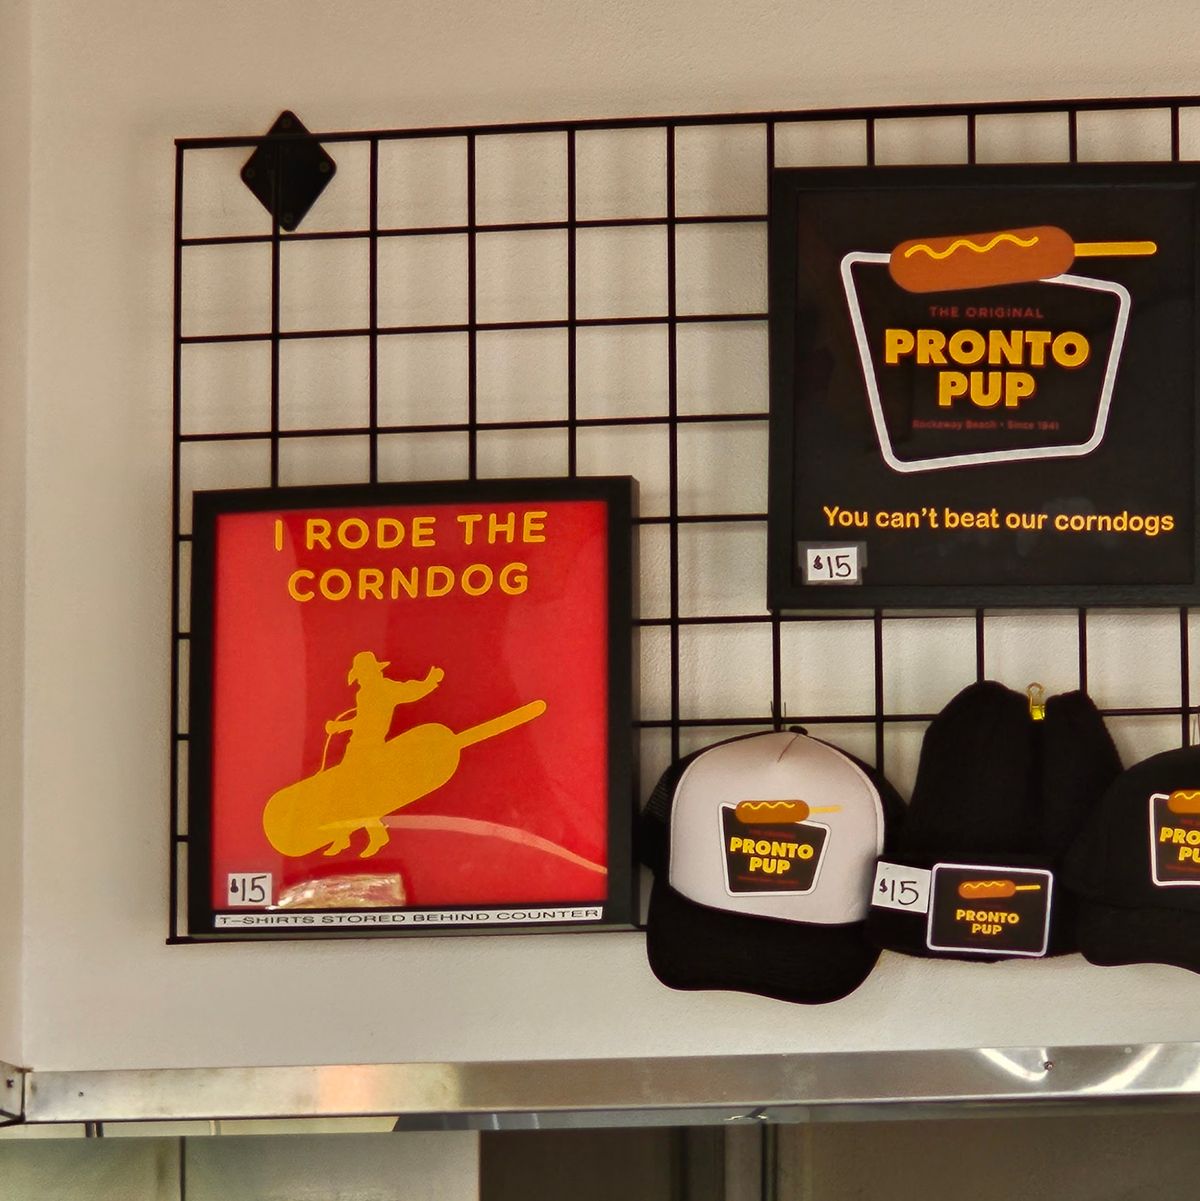 THE ORIGINAL
PRONTO
PUP
Rockaway Beach • Since 1941
You can't beat our corndogs
$15
I RODE THE
CORNDOG
$15
T-SHIRTS STORED BEHIND COUNTER
PRONTO
PUP
$15
PRONTO
PUP